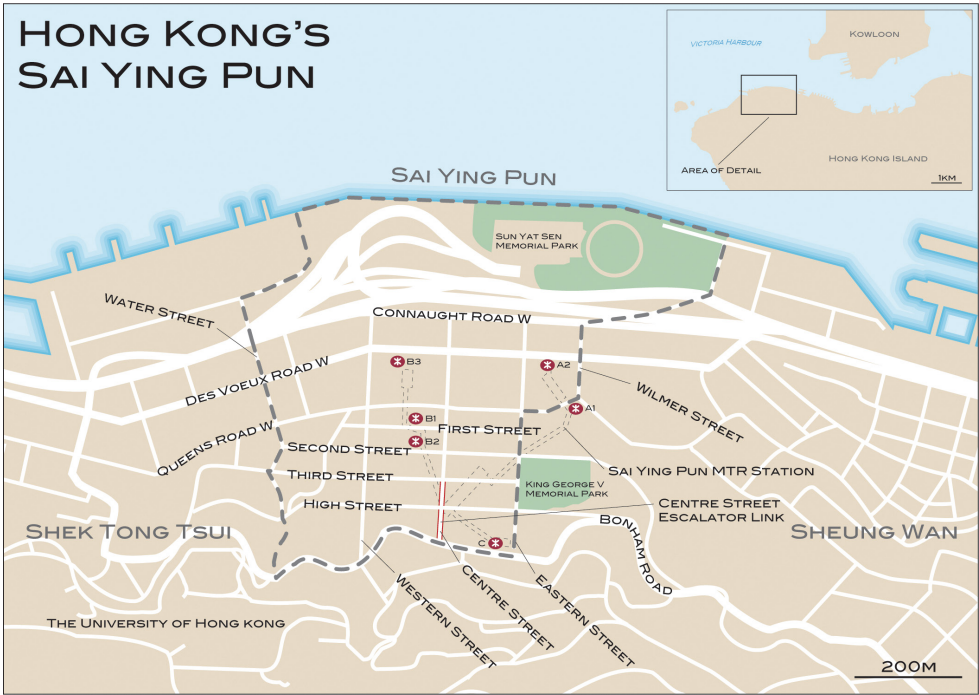 HONG KONG'S
SAI YING PUN
VICTORIA HARBOUR
KOWLOON
HONG KONG ISLAND
AREA OF DETAIL
1KM
SAI YING PUN
SUN YAT SEN
MEMORIAL PARK
WATER STREET
CONNAUGHT ROAD W
DES VOEUX ROAD W
B3
A2
WILMER STREET
A1
B1
FIRST STREET
QUEENS ROAD W
B2
SECOND STREET
SAI YING PUN MTR STATION
THIRD STREET
KING GEORGE V
MEMORIAL PARK
HIGH STREET
CENTRE STREET
ESCALATOR LINK
SHEK TONG TSUI
SHEUNG WAN
BONHAM ROAD
C
WESTERN STREET
CENTRE STREET
EASTERN STREET
THE UNIVERSITY OF HONG KONG
200M